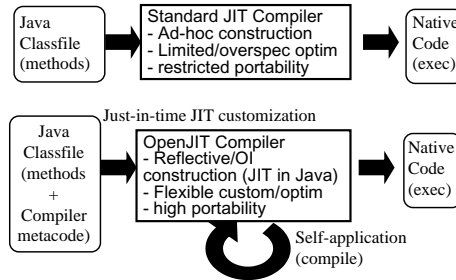 Java
Classfile
(methods)
Standard JIT Compiler
- Ad-hoc construction
- Limited/overspec optim
- restricted portability
Native
Code
(exec)
Just-in-time JIT customization
Java
Classfile
(methods
+
Compiler
metacode)
OpenJIT Compiler
- Reflective/OI
construction (JIT in Java)
- Flexible custom/optim
- high portability
Native
Code
(exec)
Self-application
(compile)